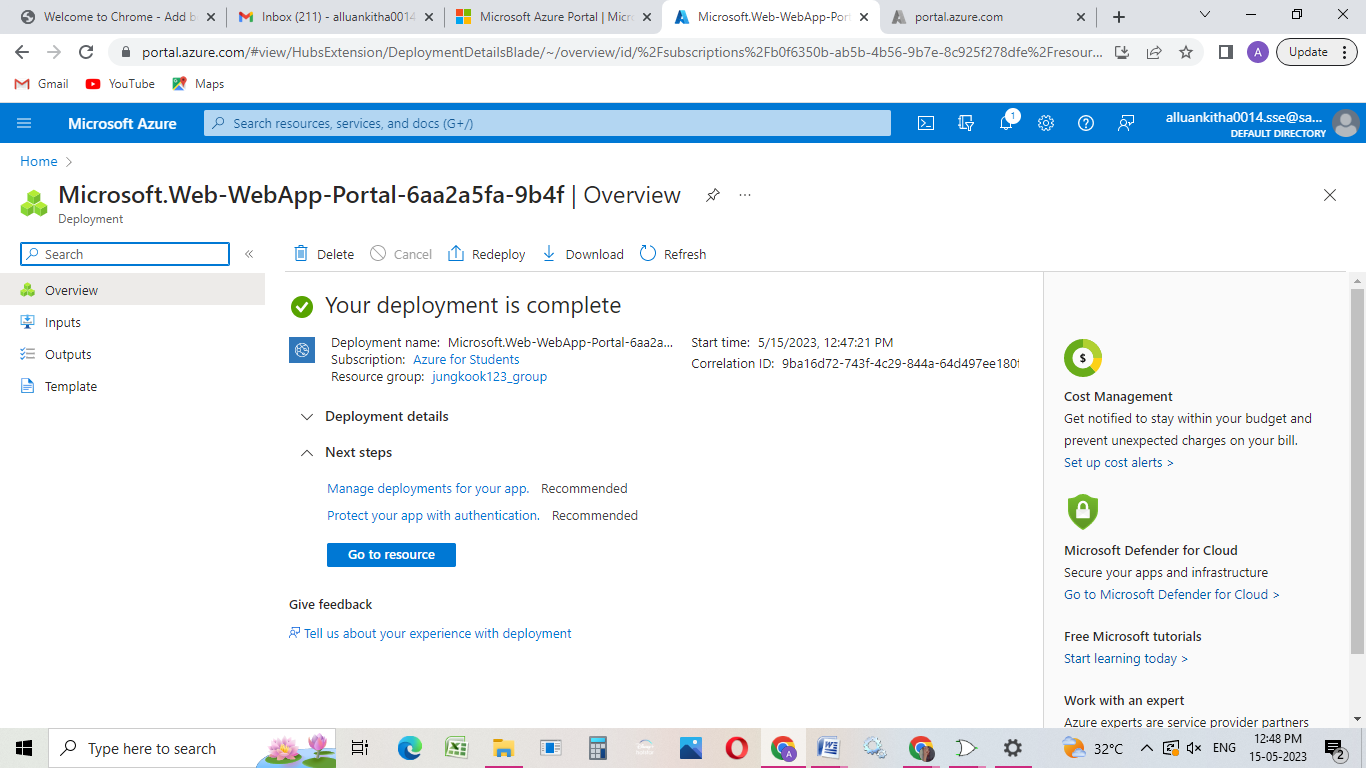 Welcome to Chrome - Add b
Inbox (211) - alluankitha0014
Microsoft Azure Portal | Micr
Microsoft.Web-WebApp-Por
portal.azure.com
portal.azure.com/#view/HubsExtension/DeploymentDetailsBlade/~/overview/id/%2Fsubscriptions%2Fb0f6350b-ab5b-4b56-9b7e-8c925f278dfe%2Fresour...
A
Update
Gmail
YouTube
Maps
Microsoft Azure
Search resources, services, and docs (G+/)
1
alluankitha0014.sse@sa...
DEFAULT DIRECTORY
Home
Microsoft.Web-WebApp-Portal-6aa2a5fa-9b4f | Overview
Deployment
Search
Delete
Cancel
Redeploy
Download
Refresh
Overview
Inputs
Outputs
Template
Your deployment is complete
Deployment name: Microsoft.Web-WebApp-Portal-6aa2a...
Subscription: Azure for Students
Resource group: jungkook123_group
Start time: 5/15/2023, 12:47:21 PM
Correlation ID: 9ba16d72-743f-4c29-844a-64d497ee180f
Deployment details
Next steps
Manage deployments for your app. Recommended
Protect your app with authentication. Recommended
Go to resource
Give feedback
Tell us about your experience with deployment
$
Cost Management
Get notified to stay within your budget and
prevent unexpected charges on your bill.
Set up cost alerts >
Microsoft Defender for Cloud
Secure your apps and infrastructure
Go to Microsoft Defender for Cloud >
Free Microsoft tutorials
Start learning today >
Work with an expert
Azure experts are service provider partners
Type here to search
32°C
ENG
12:48 PM
15-05-2023
2